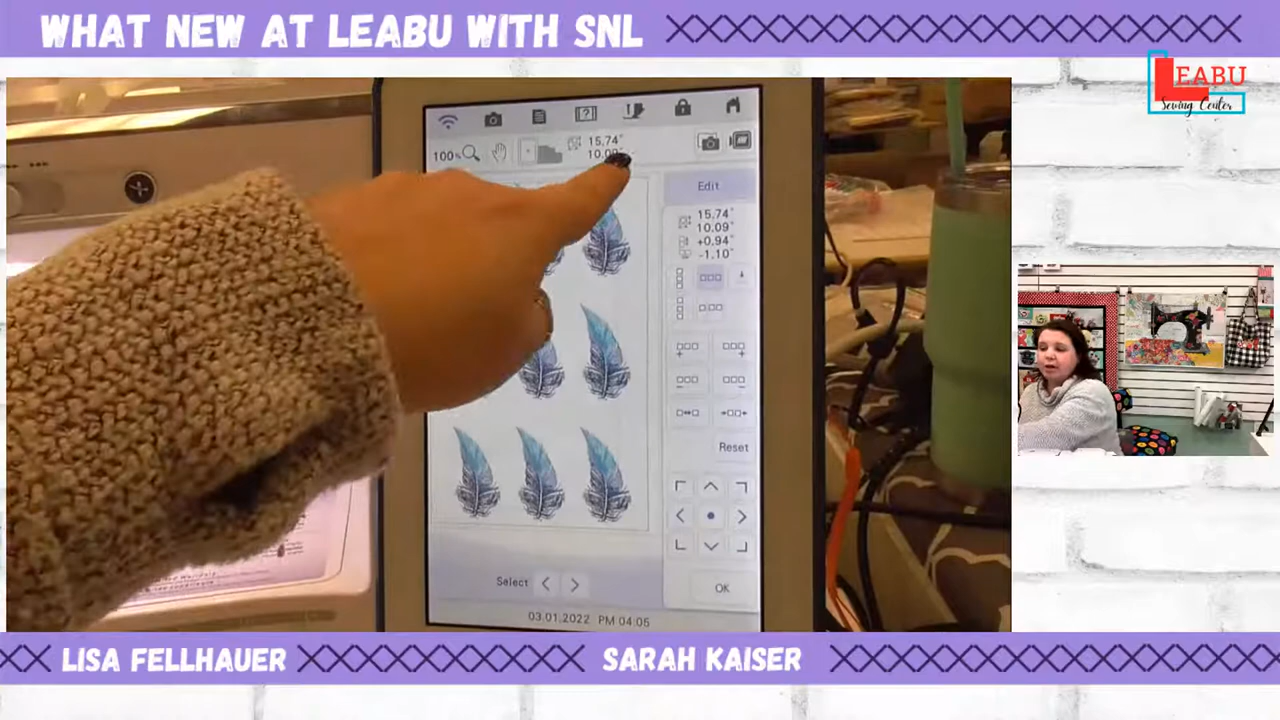 WHAT NEW AT LEABU WITH SNL
LEABU
Sewing Center
100%
15.74"
Edit
15.74"
10.09"
+0.94"
-1.10"
Reset
Select
OK
03.01.2022 PM 04:05
LISA FELLHAUER
SARAH KAISER